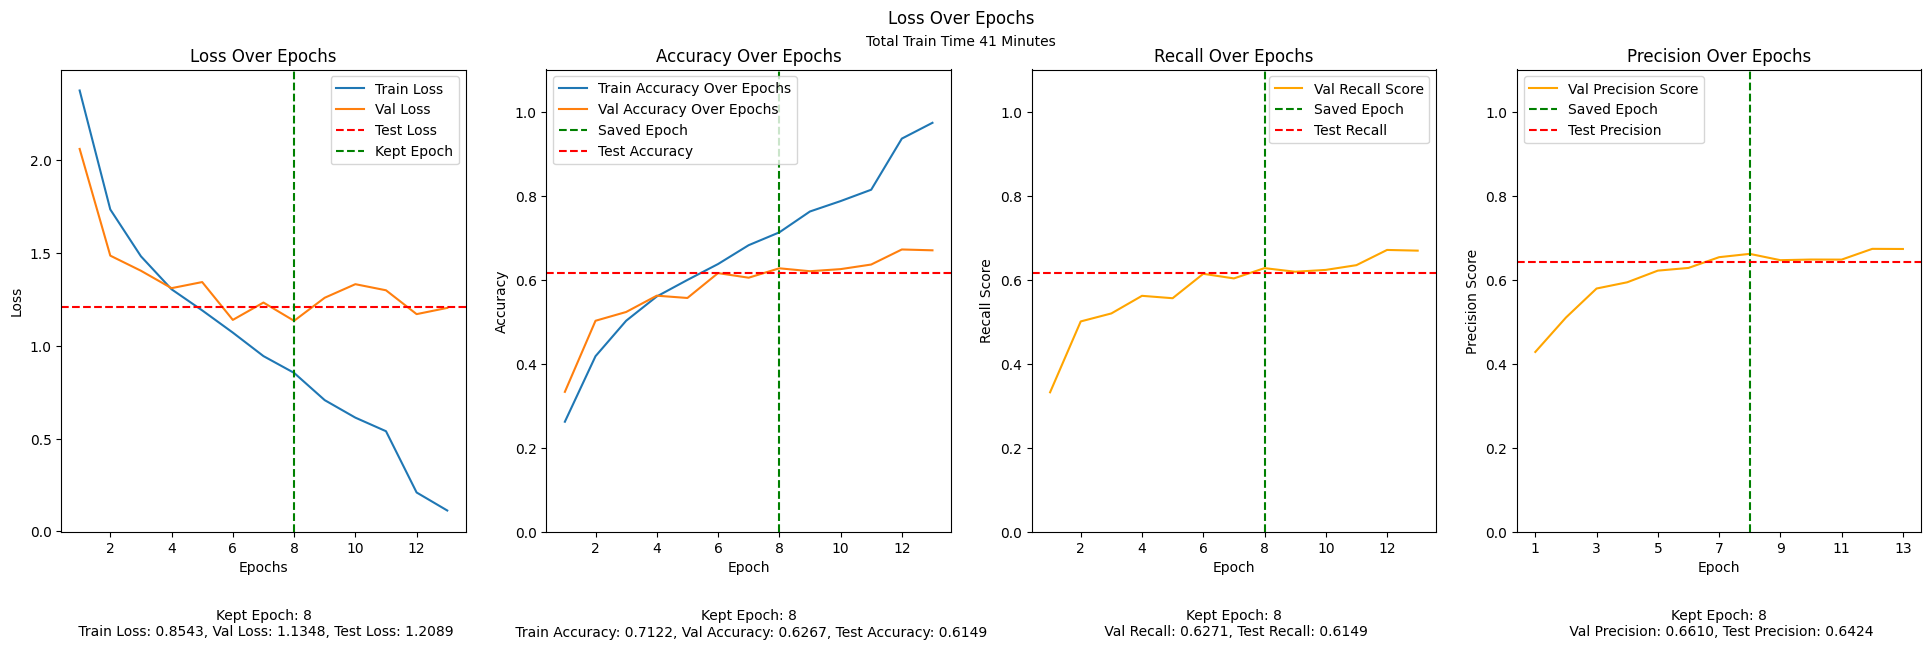 Loss Over Epochs
Total Train Time 41 Minutes
Loss Over Epochs
Train Loss
Val Loss
Test Loss
Kept Epoch
Loss
2.0
1.5
1.0
0.5
0.0
2 4 6 8 10 12
Epochs
Kept Epoch: 8
Train Loss: 0.8543, Val Loss: 1.1348, Test Loss: 1.2089
Accuracy Over Epochs
Train Accuracy Over Epochs
Val Accuracy Over Epochs
Saved Epoch
Test Accuracy
Accuracy
1.0
0.8
0.6
0.4
0.2
0.0
2 4 6 8 10 12
Epoch
Kept Epoch: 8
Train Accuracy: 0.7122, Val Accuracy: 0.6267, Test Accuracy: 0.6149
Recall Over Epochs
Val Recall Score
Saved Epoch
Test Recall
Recall Score
1.0
0.8
0.6
0.4
0.2
0.0
2 4 6 8 10 12
Epoch
Kept Epoch: 8
Val Recall: 0.6271, Test Recall: 0.6149
Precision Over Epochs
Val Precision Score
Saved Epoch
Test Precision
Precision Score
1.0
0.8
0.6
0.4
0.2
0.0
1 3 5 7 9 11 13
Epoch
Kept Epoch: 8
Val Precision: 0.6610, Test Precision: 0.6424